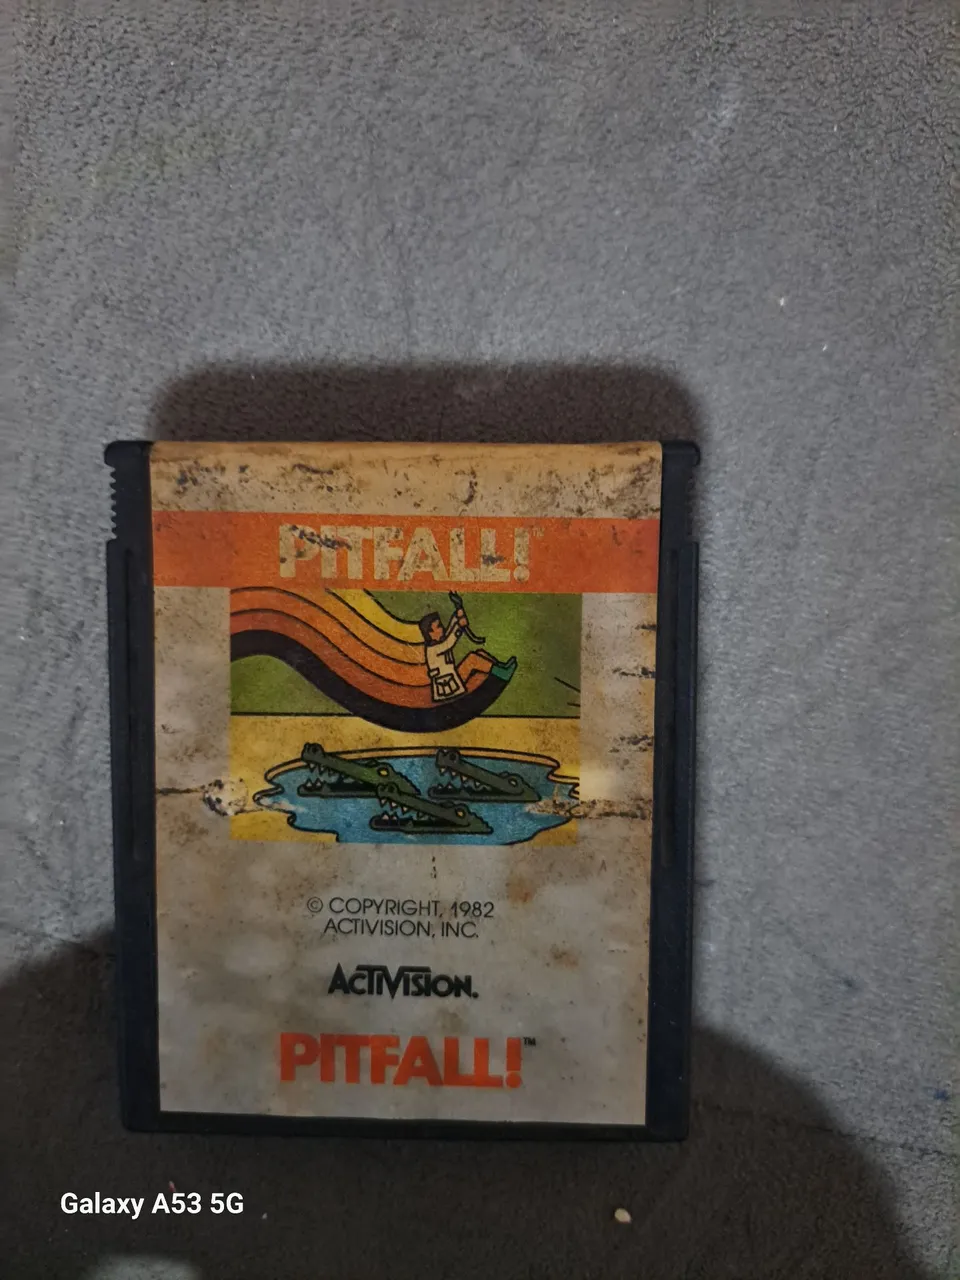 PITFALL!™
© COPYRIGHT, 1982
ACTIVISION, INC.
ACTIVISION.
PITFALL!™
Galaxy A53 5G